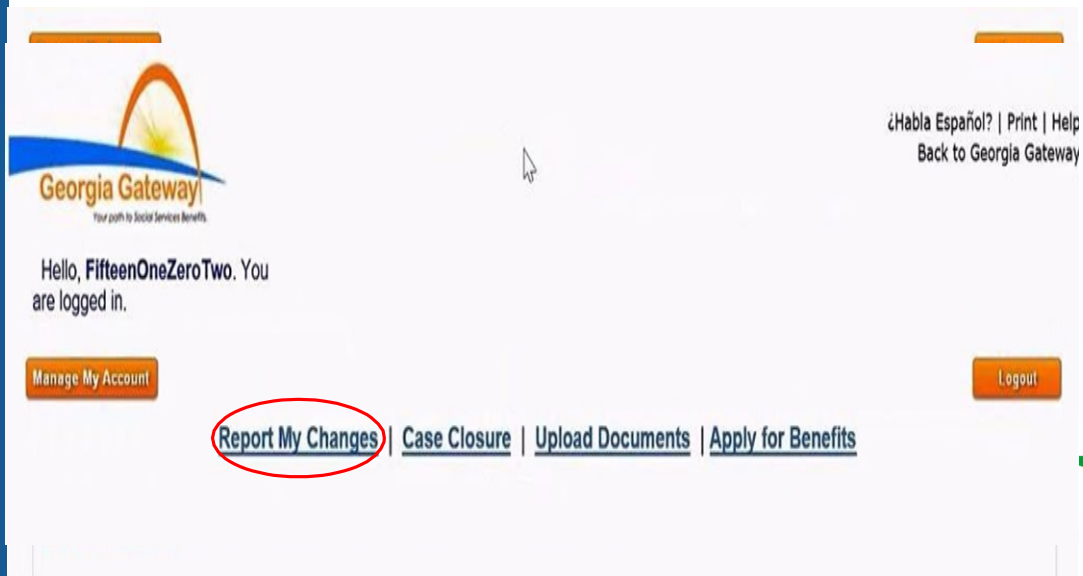 ¿Habla Español? | Print | Help
Back to Georgia Gateway
Georgia Gateway
Your path to Social Services Benefits.
Hello, FifteenOneZeroTwo. You
are logged in.
Manage My Account
Logout
Report My Changes | Case Closure | Upload Documents | Apply for Benefits